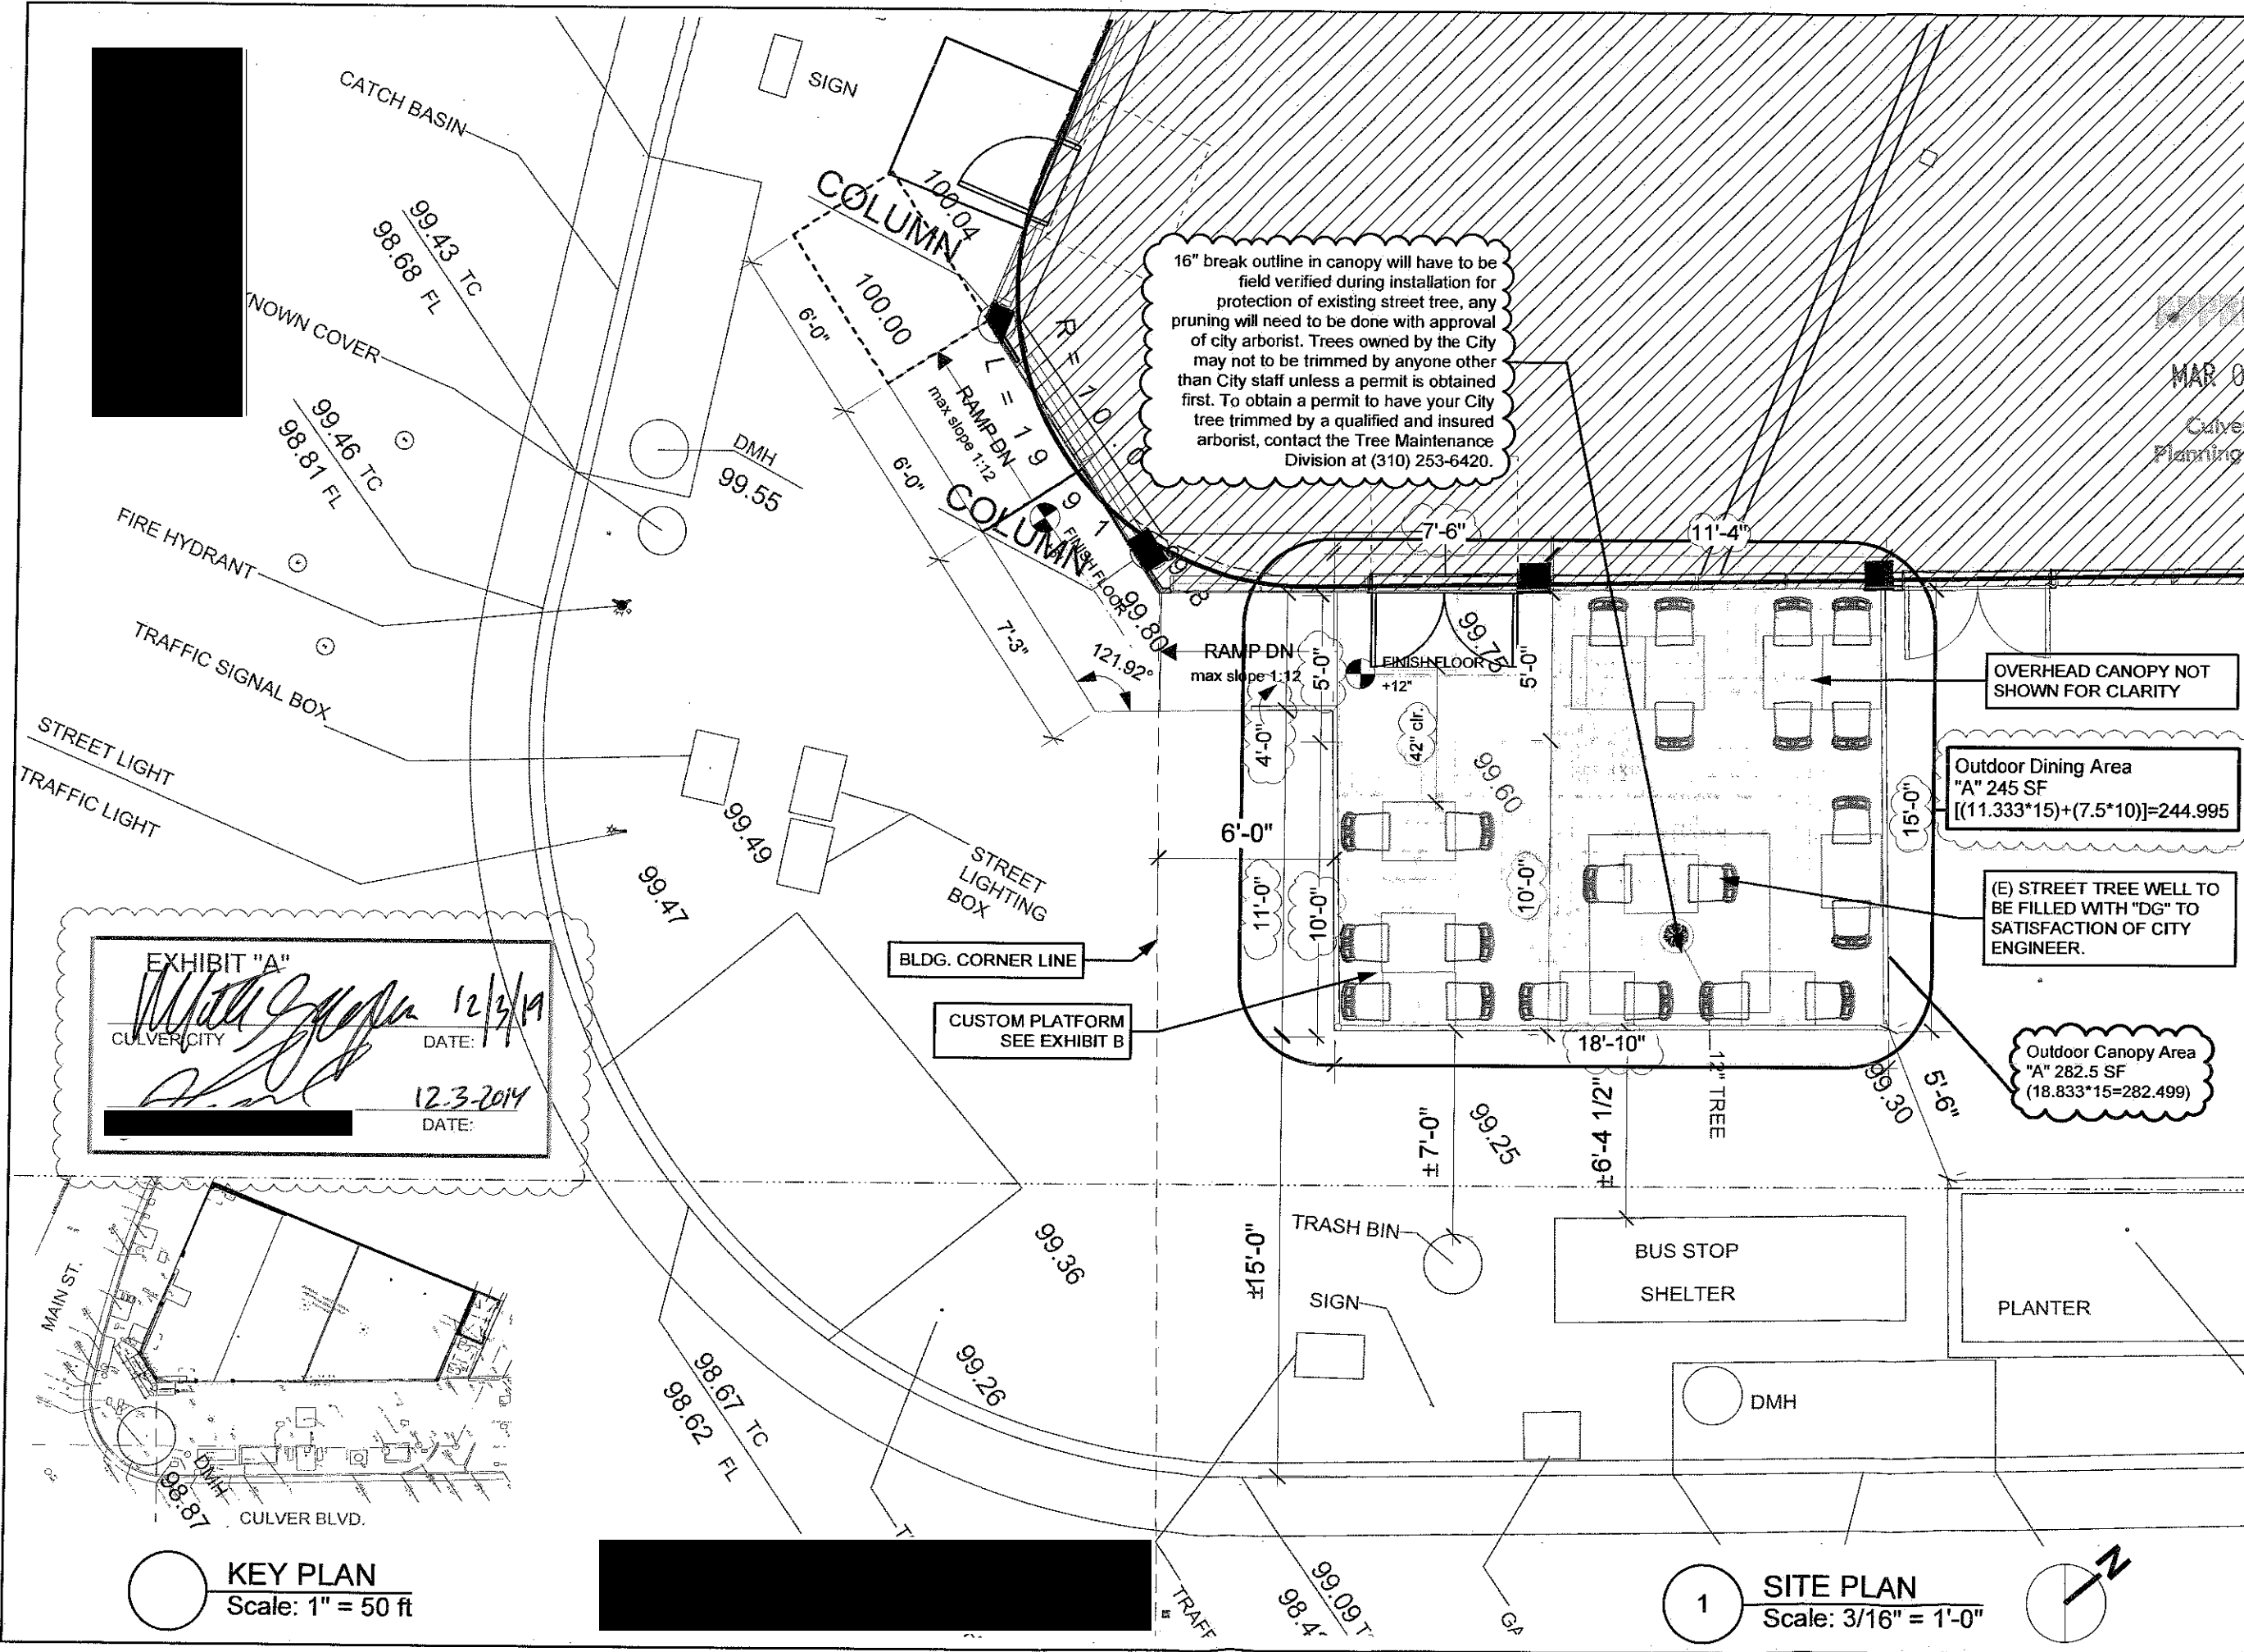 CATCH BASIN
SIGN
COLUMN
100.04
99.43 TC
98.68 FL
100.00
6'-0"
NOWN COVER
RAMP DN
max slope 1:12
99.46 TC
98.81 FL
DMH
99.55
6'-0"
COLUMN
FINISH FLOOR
99.80
7'-3"
121.92°
FIRE HYDRANT
TRAFFIC SIGNAL BOX
STREET LIGHT
TRAFFIC LIGHT
99.49
99.47
STREET
LIGHTING
BOX
16" break outline in canopy will have to be
field verified during installation for
protection of existing street tree, any
pruning will need to be done with approval
of city arborist. Trees owned by the City
may not to be trimmed by anyone other
than City staff unless a permit is obtained
first. To obtain a permit to have your City
tree trimmed by a qualified and insured
arborist, contact the Tree Maintenance
Division at (310) 253-6420.
MAR 0
Culve
Planning
7'-6"
11'-4"
RAMP DN
max slope 1:12
5'-0"
FINISH FLOOR
+12"
99.75
5'-0"
4'-0"
42" clr.
99.60
6'-0"
11'-0"
10'-0"
10'-0"
15'-0"
OVERHEAD CANOPY NOT
SHOWN FOR CLARITY
Outdoor Dining Area
"A" 245 SF
[(11.333*15)+(7.5*10)]=244.995
(E) STREET TREE WELL TO
BE FILLED WITH "DG" TO
SATISFACTION OF CITY
ENGINEER.
Outdoor Canopy Area
"A" 282.5 SF
(18.833*15=282.499)
BLDG. CORNER LINE
CUSTOM PLATFORM
SEE EXHIBIT B
18'-10"
12" TREE
99.30
5'-6"
±7'-0"
99.25
±6'-4 1/2"
±15'-0"
EXHIBIT "A"
12/3/19
CULVER CITY
DATE:
12-3-2014
DATE:
99.36
99.26
98.67 TC
98.62 FL
TRASH BIN
SIGN
BUS STOP
SHELTER
PLANTER
DMH
MAIN ST.
DMH
98.87
CULVER BLVD.
KEY PLAN
Scale: 1" = 50 ft
TRAFF
99.09 T
98.4
GA
1
SITE PLAN
Scale: 3/16" = 1'-0"
N